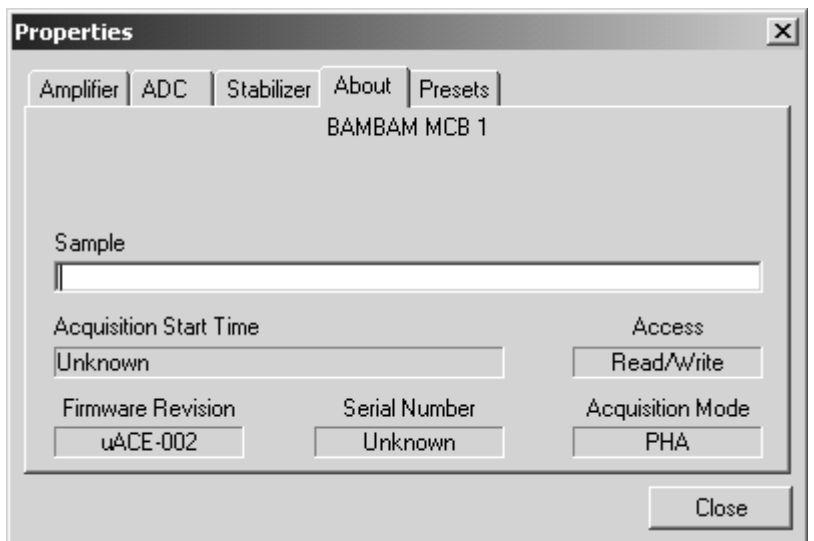 Properties
Amplifier ADC Stabilizer About Presets
BAMBAM MCB 1
Sample
Acquisition Start Time Access
Unknown Read/Write
Firmware Revision Serial Number Acquisition Mode
uACE-002 Unknown PHA
Close